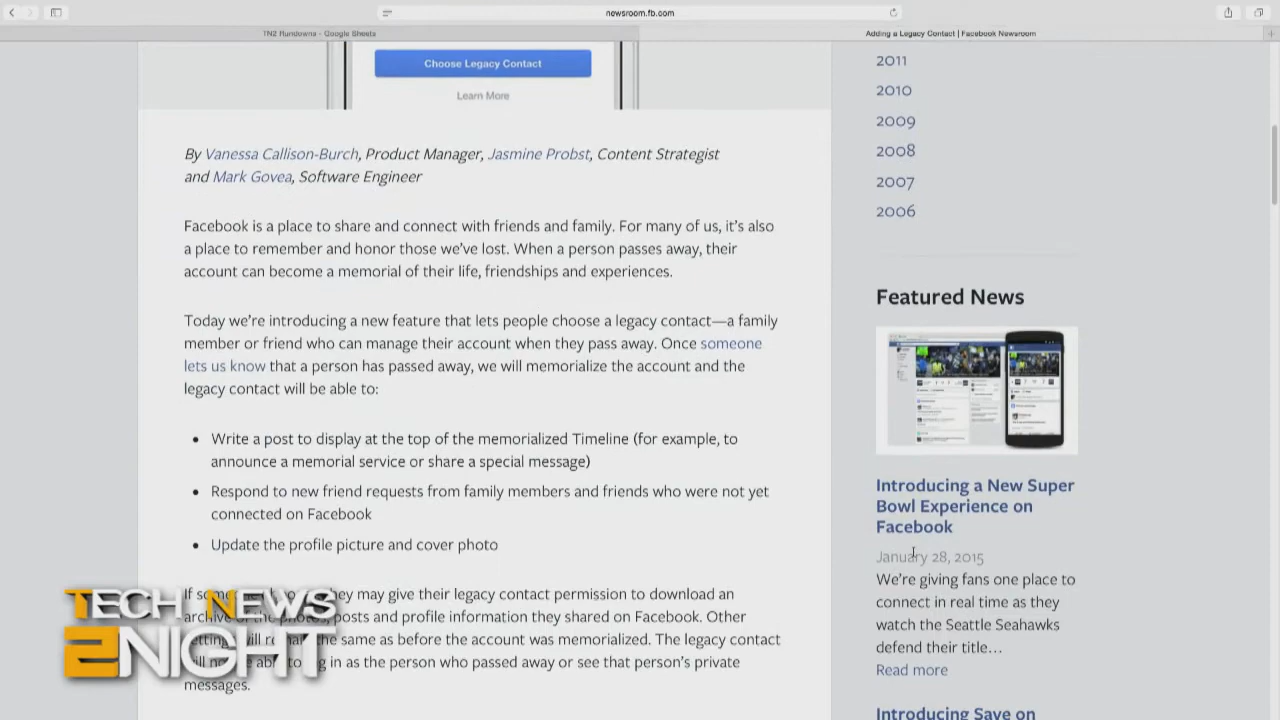 newsroom.fb.com
TN2 Rundowns - Google Sheets
Adding a Legacy Contact | Facebook Newsroom
Choose Legacy Contact
Learn More
By Vanessa Callison-Burch, Product Manager, Jasmine Probst, Content Strategist
and Mark Govea, Software Engineer
Facebook is a place to share and connect with friends and family. For many of us, it's also
a place to remember and honor those we've lost. When a person passes away, their
account can become a memorial of their life, friendships and experiences.
Today we're introducing a new feature that lets people choose a legacy contact—a family
member or friend who can manage their account when they pass away. Once someone
lets us know that a person has passed away, we will memorialize the account and the
legacy contact will be able to:
• Write a post to display at the top of the memorialized Timeline (for example, to
announce a memorial service or share a special message)
• Respond to new friend requests from family members and friends who were not yet
connected on Facebook
• Update the profile picture and cover photo
If they may give their legacy contact permission to download an
posts and profile information they shared on Facebook. Other
the same as before the account was memorialized. The legacy contact
in as the person who passed away or see that person's private
messages.
TECH NEWS
2NIGHT
2011
2010
2009
2008
2007
2006
Featured News
Introducing a New Super
Bowl Experience on
Facebook
January 28, 2015
We're giving fans one place to
connect in real time as they
watch the Seattle Seahawks
defend their title...
Read more
Introducing Save on